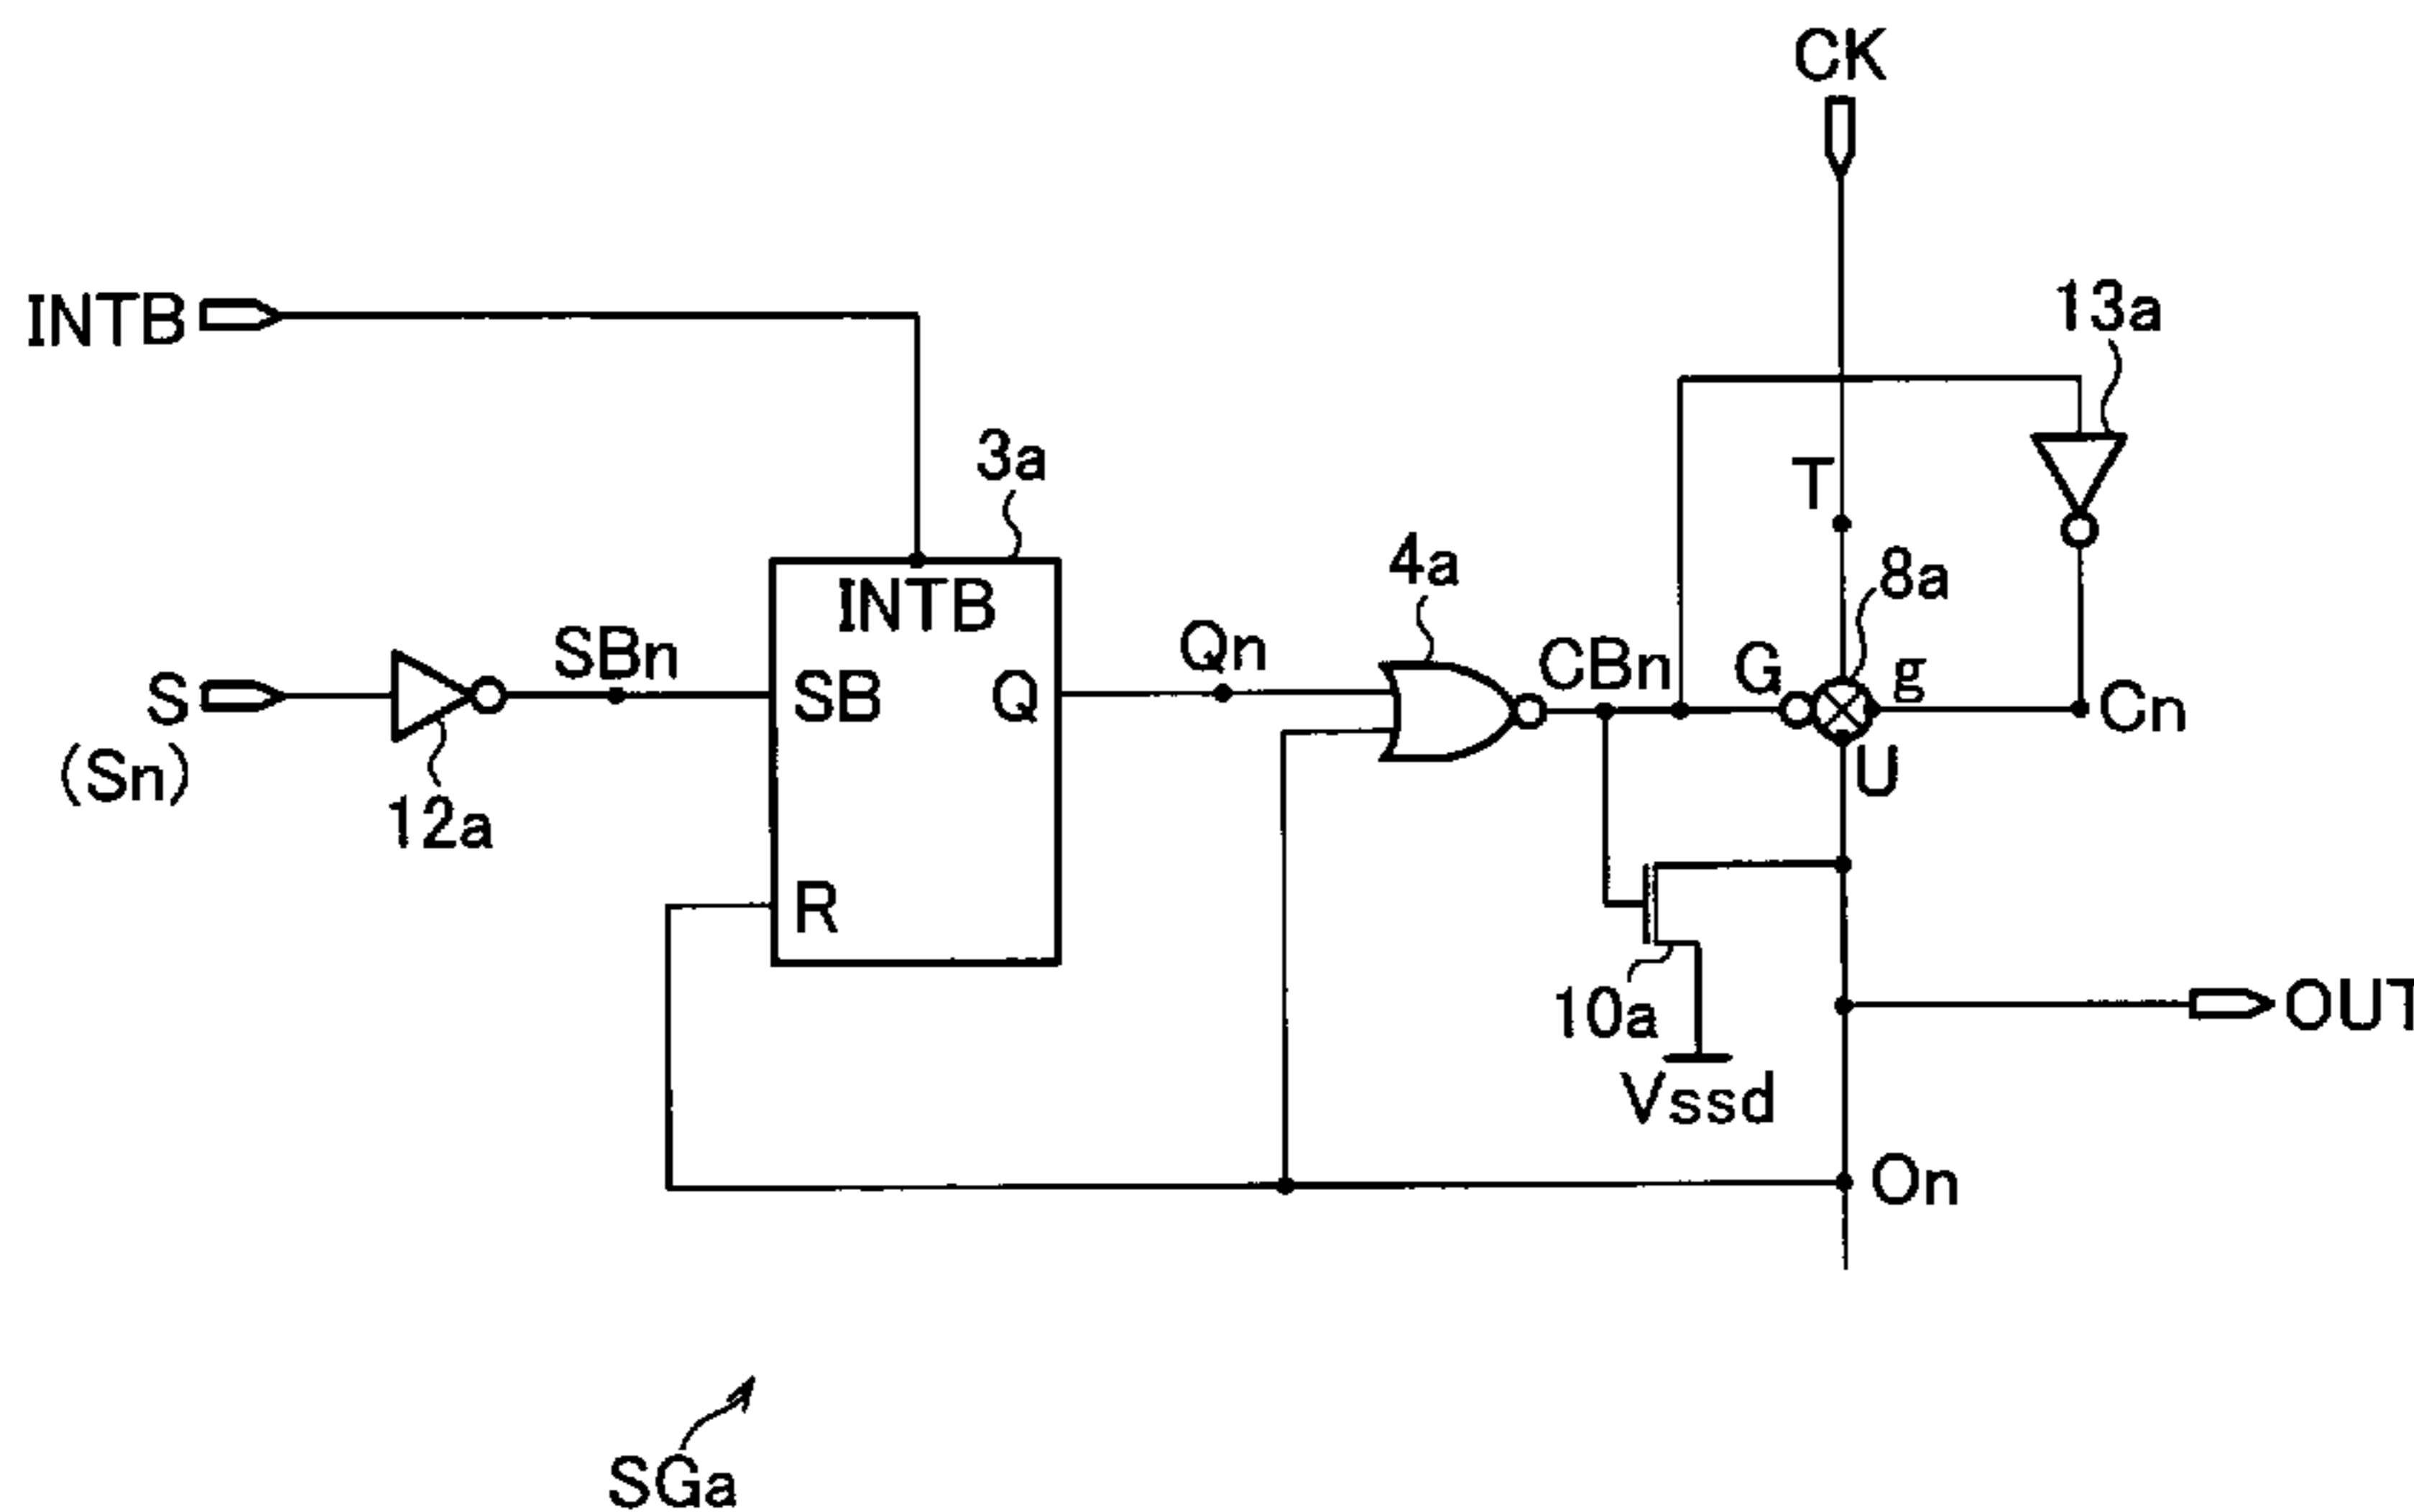 CK
INTB
13a
3a
T
4a
8a
INTB
SBn
Qn
CBn
G
g
S
SB
Q
Cn
(Sn)
U
12a
R
10a
OUT
Vssd
On
SGa